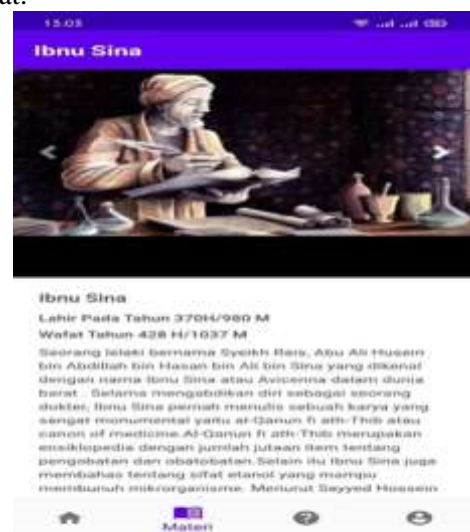 at.
15.03
Ibnu Sina
Ibnu Sina
Lahir Pada Tahun 370H/980 M
Wafat Tahun 428 H/1037 M
Seorang lelaki bernama Syeikh Rais, Abu Ali Husein
bin Abdillah bin Hasan bin Ali bin Sina yang dikenal
dengan nama Ibnu Sina atau Avicenna dalam dunia
barat . Selama mengabdikan diri sebagai seorang
dokter, Ibnu Sina pernah menulis sebuah karya yang
sangat monumental yaitu al-Qanun fi ath-Thib atau
canon of medicine.Al-Qanun fi ath-Thib merupakan
ensiklopedia dengan jumlah jutaan item tentang
pengobatan dan obatobatan.Selain itu Ibnu Sina juga
membahas tentang sifat etanol yang mampu
membunuh mikrorganisme. Menurut Sayyed Hossein
Materi